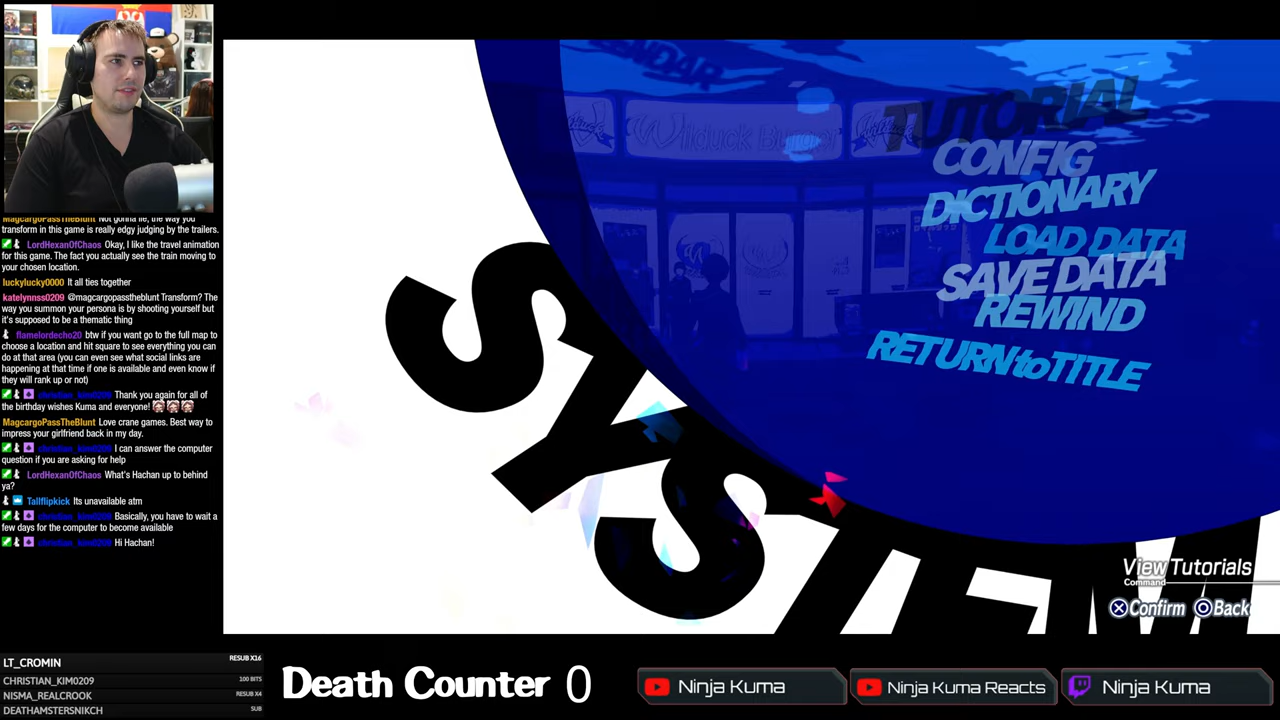 MagcargoPassTheBlunt Not gonna lie, the way you
transform in this game is really edgy judging by the trailers.
LordHexanOfChaos Okay, I like the travel animation
for this game. The fact you actually see the train moving to
your chosen location.
luckylucky0000 It all ties together
katelynnss0209 @magcargopasstheblunt Transform? The
way you summon your persona is by shooting yourself but
it's supposed to be a thematic thing
flamelordecho20 btw if you want go to the full map to
choose a location and hit square to see everything you can
do at that area (you can even see what social links are
happening at that time if one is available and even know if
they will rank up or not)
christian_kim0209 Thank you again for all of
the birthday wishes Kuma and everyone!
MagcargoPassTheBlunt Love crane games. Best way to
impress your girlfriend back in my day.
christian_kim0209 I can answer the computer
question if you are asking for help
LordHexanOfChaos What's Hachan up to behind
ya?
Tallflipkick Its unavailable atm
christian_kim0209 Basically, you have to wait a
few days for the computer to become available
christian_kim0209 Hi Hachan!
Wilduck Burger
TUTORIAL
CONFIG
DICTIONARY
LOAD DATA
SAVE DATA
REWIND
RETURN to TITLE
SYSTEM
View Tutorials
Command
Confirm Back
LT_CROMIN RESUB X16
CHRISTIAN_KIM0209 100 BITS
NISMA_REALCROOK RESUB X4
DEATHAMSTERSNIKCH SUB
Death Counter 0
Ninja Kuma
Ninja Kuma Reacts
Ninja Kuma